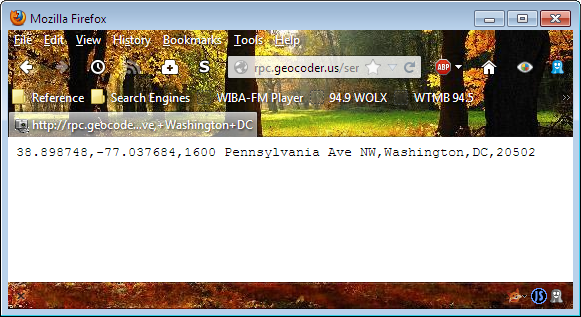 Mozilla Firefox
File Edit View History Bookmarks Tools Help
S rpc.geocoder.us/ser ABP
Reference Search Engines WIBA-FM Player 94.9 WOLX WTMB 94.5 »
http://rpc.geocode...ve,+Washington+DC
38.898748,-77.037684,1600 Pennsylvania Ave NW,Washington,DC,20502
JS